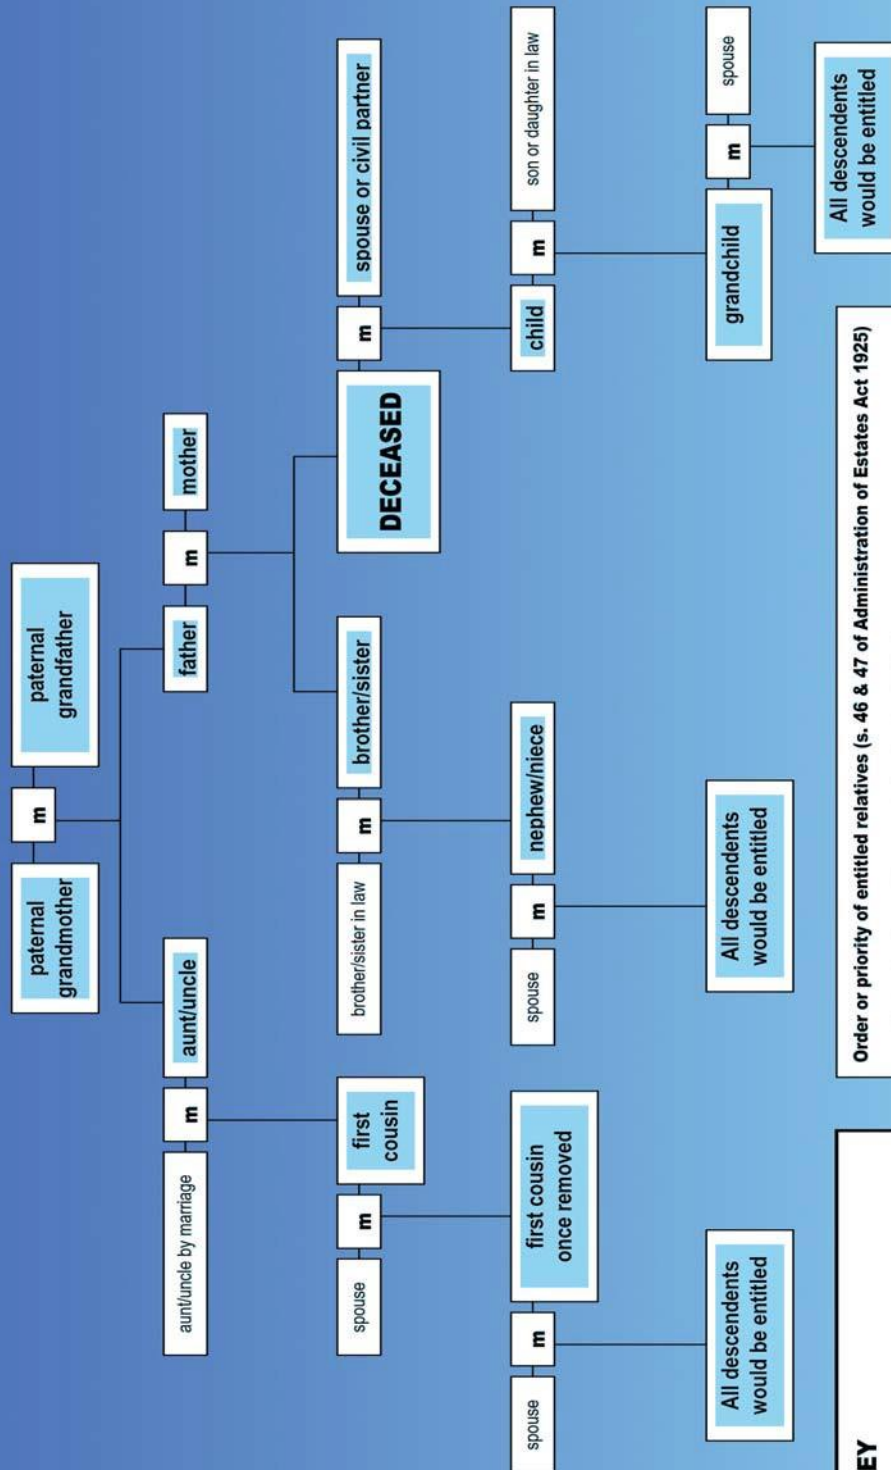 paternal
grandmother
m
paternal
grandfather
aunt/uncle by marriage
m
aunt/uncle
father
m
mother
spouse
m
first
cousin
brother/sister in law
m
brother/sister
DECEASED
m
spouse or civil partner
spouse
m
first cousin
once removed
spouse
m
nephew/niece
child
m
son or daughter in law
All descendents
would be entitled
All descendents
would be entitled
grandchild
m
spouse
All descendents
would be entitled
EY
Order or priority of entitled relatives (s. 46 & 47 of Administration of Estates Act 1925)